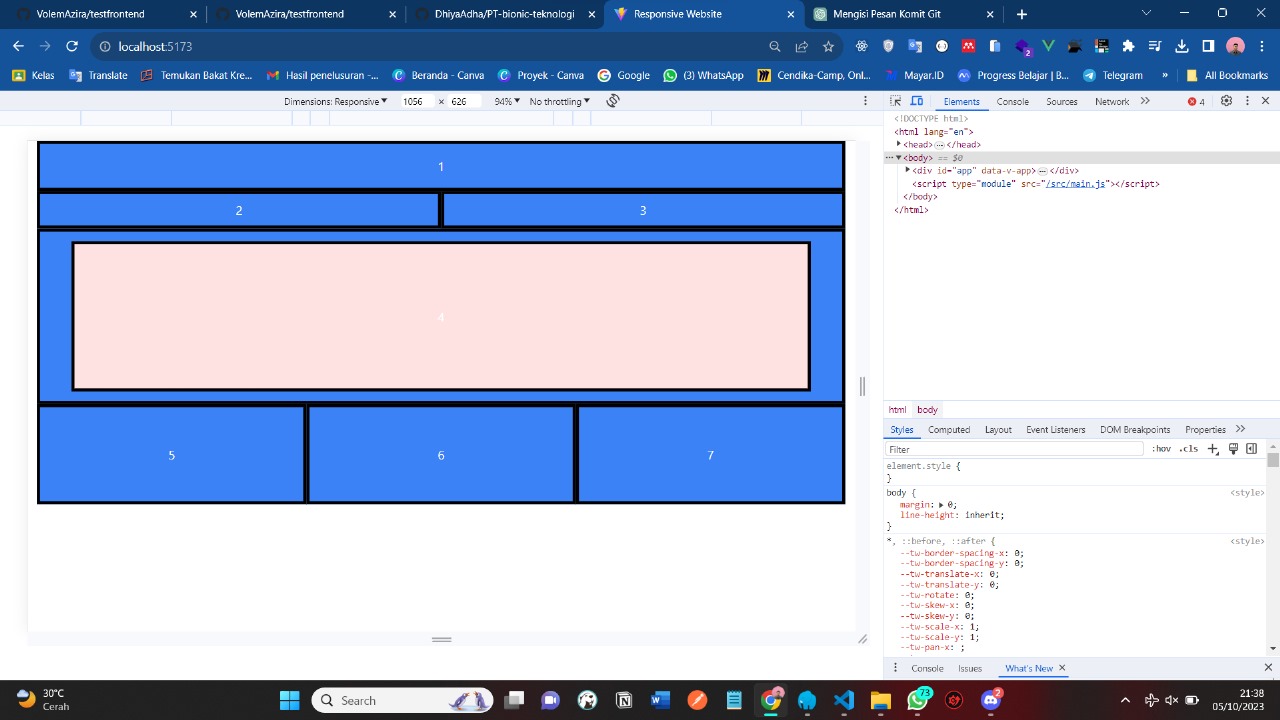 VolemAzira/testfrontend
VolemAzira/testfrontend
DhiyaAdha/PT-bionic-teknologi
Responsive Website
Mengisi Pesan Komit Git
localhost:5173
2
Kelas
Translate
Temukan Bakat Kre...
Hasil penelusuran -...
Beranda - Canva
Proyek - Canva
Google
(3) WhatsApp
Cendika-Camp, Onl...
Mayar.ID
Progress Belajar | B...
Telegram
»
All Bookmarks
Dimensions: Responsive
1056 × 626
94%
No throttling
Elements
Console
Sources
Network
4
1
2
3
4
5
6
7
<!DOCTYPE html>
<html lang="en">
<head>…</head>
<body> == $0
<div id="app" data-v-app>…</div>
<script type="module" src="/src/main.js"></script>
</body>
</html>
html body
Styles
Computed
Layout
Event Listeners
DOM Breakpoints
Properties
Filter
:hov .cls
element.style {
}
body { <style>
margin: 0;
line-height: inherit;
}
*, ::before, ::after { <style>
--tw-border-spacing-x: 0;
--tw-border-spacing-y: 0;
--tw-translate-x: 0;
--tw-translate-y: 0;
--tw-rotate: 0;
--tw-skew-x: 0;
--tw-skew-y: 0;
--tw-scale-x: 1;
--tw-scale-y: 1;
--tw-pan-x: ;
Console
Issues
What's New
30°C
Cerah
Search
73
2
21:38
05/10/2023